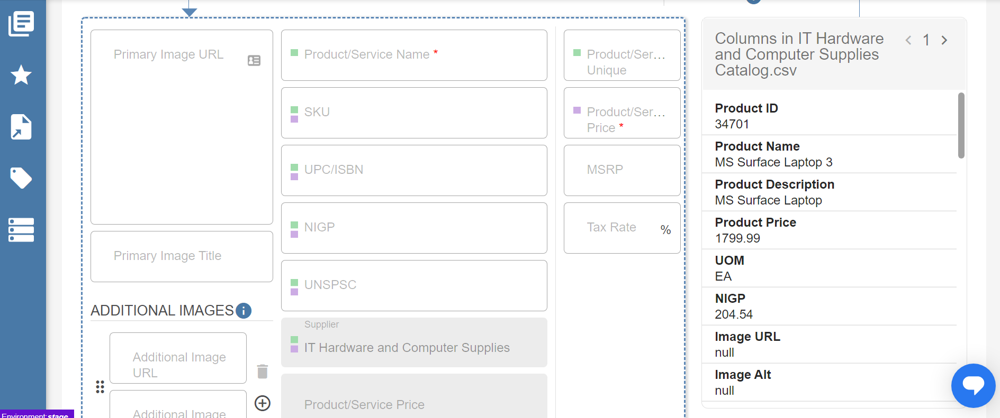 Primary Image URL
Primary Image Title
ADDITIONAL IMAGES
Additional Image
URL
Additional Image
Product/Service Name *
SKU
UPC/ISBN
NIGP
UNSPSC
Supplier
IT Hardware and Computer Supplies
Product/Service Price
Product/Ser...
Unique
Product/Ser...
Price *
MSRP
Tax Rate %
Columns in IT Hardware
and Computer Supplies
Catalog.csv
< 1 >
Product ID
34701
Product Name
MS Surface Laptop 3
Product Description
MS Surface Laptop
Product Price
1799.99
UOM
EA
NIGP
204.54
Image URL
null
Image Alt
null
Environment:stage